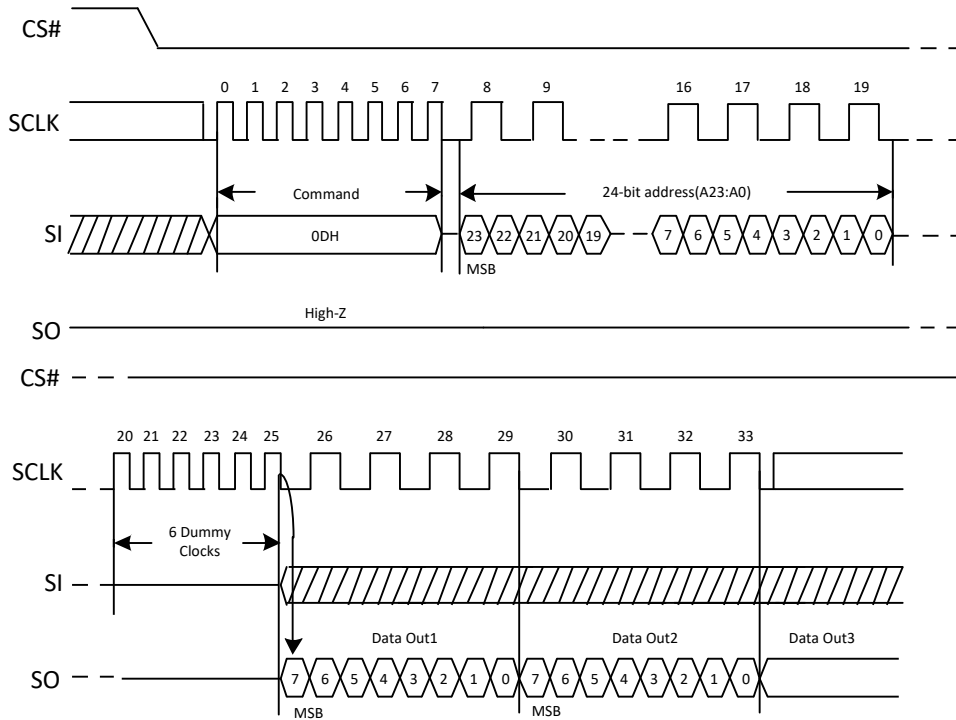 CS#
0 1 2 3 4 5 6 7 8 9 16 17 18 19
SCLK
Command 24-bit address(A23:A0)
SI 0DH 23 22 21 20 19 7 6 5 4 3 2 1 0
MSB
High-Z
SO
CS#
20 21 22 23 24 25 26 27 28 29 30 31 32 33
SCLK
6 Dummy
Clocks
SI
Data Out1 Data Out2 Data Out3
SO 7 6 5 4 3 2 1 0 7 6 5 4 3 2 1 0
MSB MSB